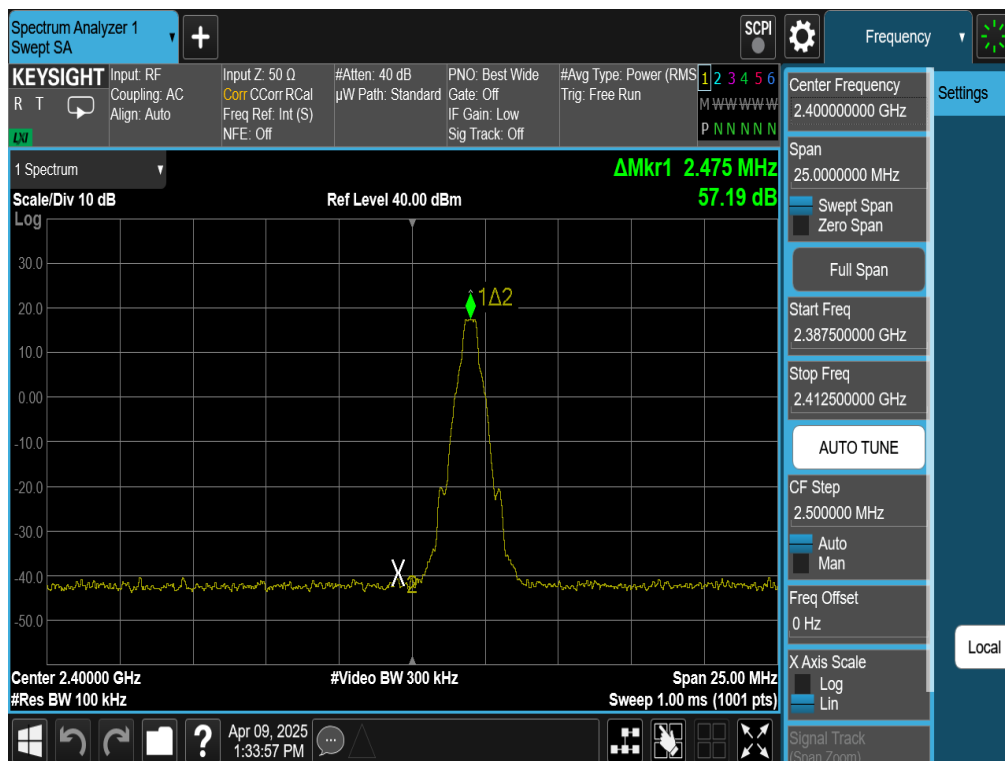 Spectrum Analyzer 1
Swept SA
+
SCPI
Frequency
KEYSIGHT
R T
LXI
Input: RF
Coupling: AC
Align: Auto
Input Z: 50 Ω
Corr CCorr RCal
Freq Ref: Int (S)
NFE: Off
#Atten: 40 dB
µW Path: Standard
PNO: Best Wide
Gate: Off
IF Gain: Low
Sig Track: Off
#Avg Type: Power (RMS
Trig: Free Run
1 2 3 4 5 6
M W W W W W
P N N N N N
1 Spectrum
Scale/Div 10 dB
Log
Ref Level 40.00 dBm
ΔMkr1 2.475 MHz
57.19 dB
30.0
20.0
10.0
0.00
-10.0
-20.0
-30.0
-40.0
-50.0
1Δ2
X
2
Center 2.40000 GHz
#Res BW 100 kHz
#Video BW 300 kHz
Span 25.00 MHz
Sweep 1.00 ms (1001 pts)
Center Frequency
2.400000000 GHz
Span
25.0000000 MHz
Swept Span
Zero Span
Full Span
Start Freq
2.387500000 GHz
Stop Freq
2.412500000 GHz
AUTO TUNE
CF Step
2.500000 MHz
Auto
Man
Freq Offset
0 Hz
X Axis Scale
Log
Lin
Signal Track
(Span Zoom)
Settings
Local
?
Apr 09, 2025
1:33:57 PM